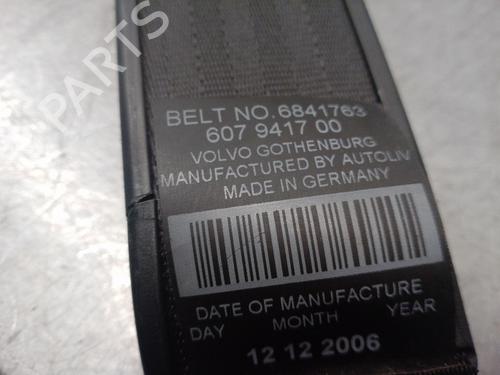 BELT NO.6841763
607 9417 00
VOLVO GOTHENBURG
MANUFACTURED BY AUTOLIV
MADE IN GERMANY
DATE OF MANUFACTURE
DAY MONTH YEAR
12 12 2006
B-PARTS